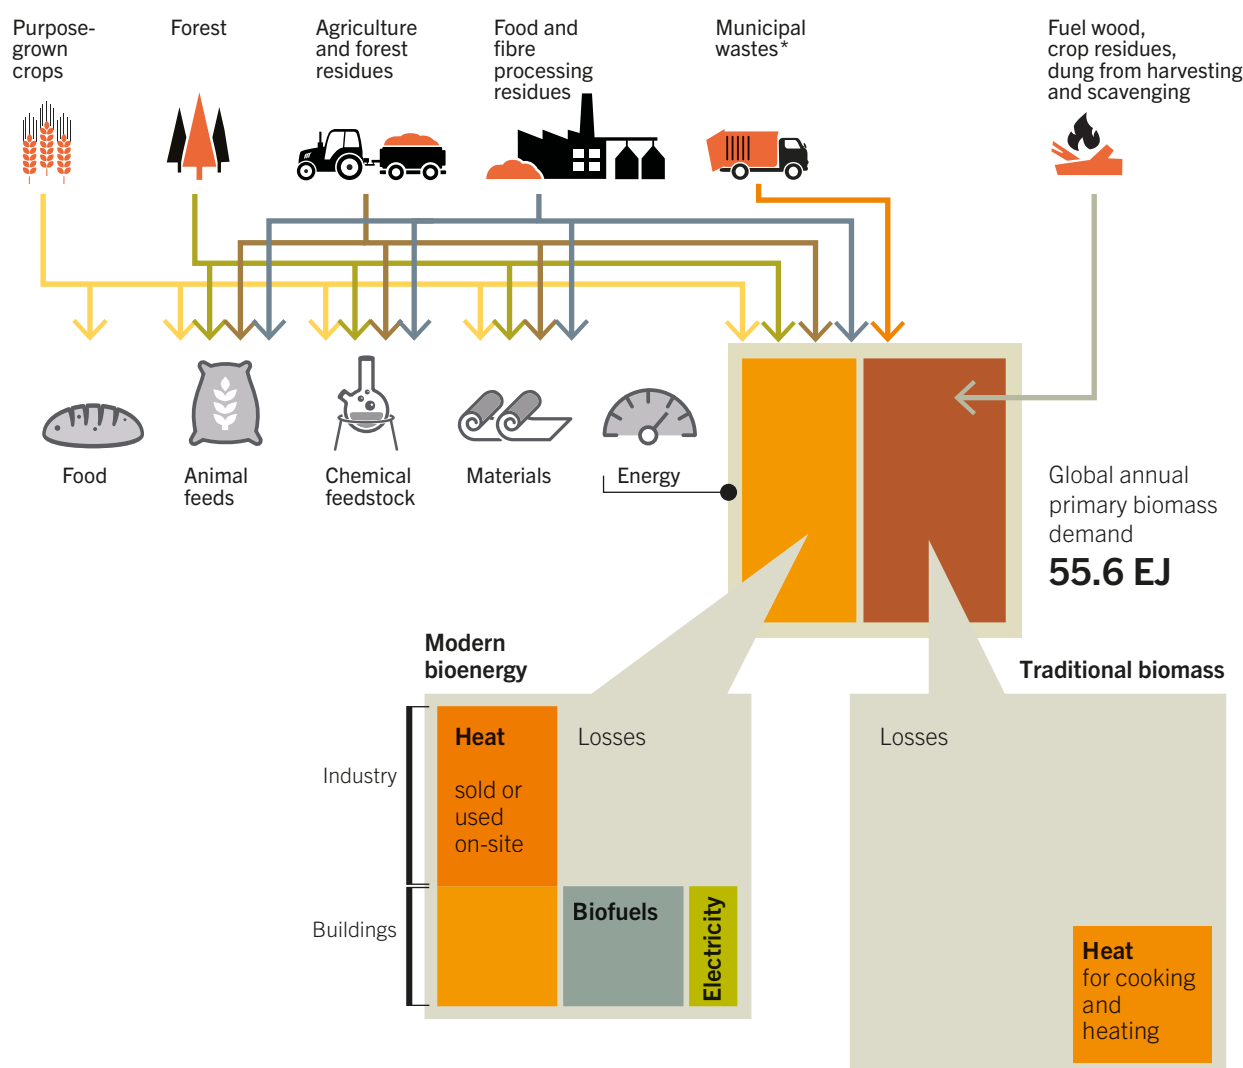 Purpose-
grown
crops
Forest
Agriculture
and forest
residues
Food and
fibre
processing
residues
Municipal
wastes*
Fuel wood,
crop residues,
dung from harvesting
and scavenging
Food
Animal
feeds
Chemical
feedstock
Materials
Energy
Global annual
primary biomass
demand
55.6 EJ
Modern
bioenergy
Traditional biomass
Industry
Buildings
Heat
sold or
used
on-site
Losses
Biofuels
Electricity
Losses
Heat
for cooking
and
heating